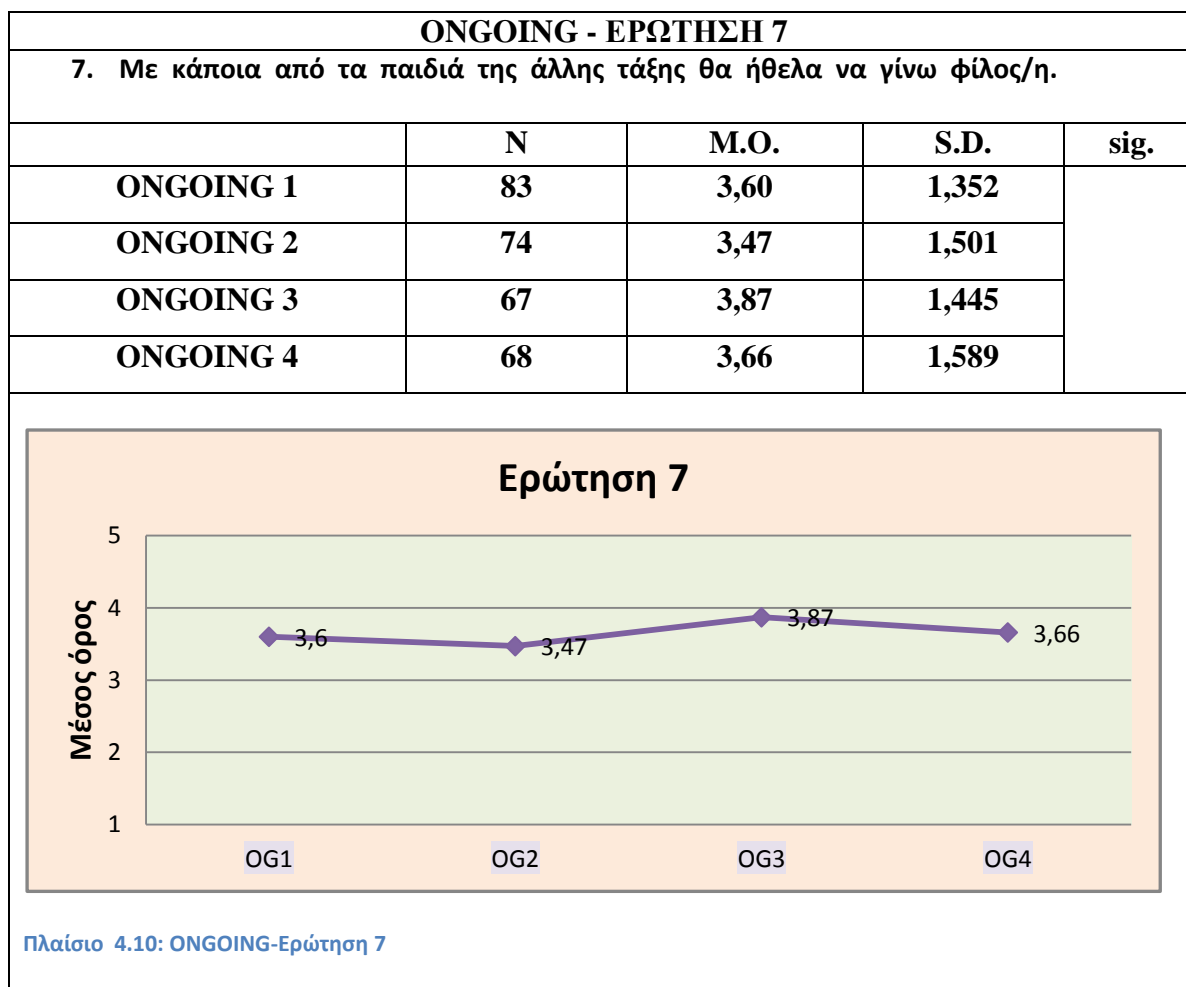 ONGOING - ΕΡΩΤΗΣΗ 7
7. Με κάποια από τα παιδιά της άλλης τάξης θα ήθελα να γίνω φίλος/η.
N M.O. S.D. sig.
ONGOING 1 83 3,60 1,352
ONGOING 2 74 3,47 1,501
ONGOING 3 67 3,87 1,445
ONGOING 4 68 3,66 1,589
Ερώτηση 7
Μέσος όρος
5
4
3
2
1
3,6
3,47
3,87
3,66
OG1 OG2 OG3 OG4
Πλαίσιο 4.10: ONGOING-Ερώτηση 7